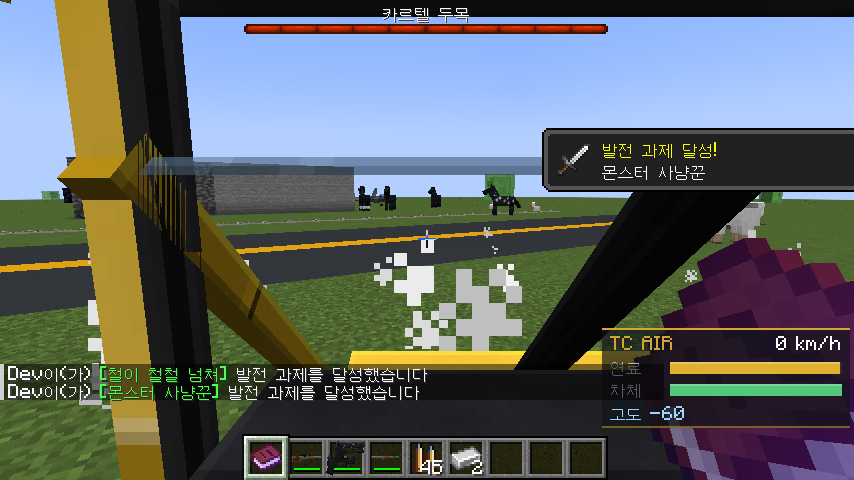 카르텔 두목
발전 과제 달성!
몬스터 사냥꾼
TC AIR 0 km/h
연료
차체
고도 -60
Dev이(가) [철이 철철 넘쳐] 발전 과제를 달성했습니다
Dev이(가) [몬스터 사냥꾼] 발전 과제를 달성했습니다
46 2